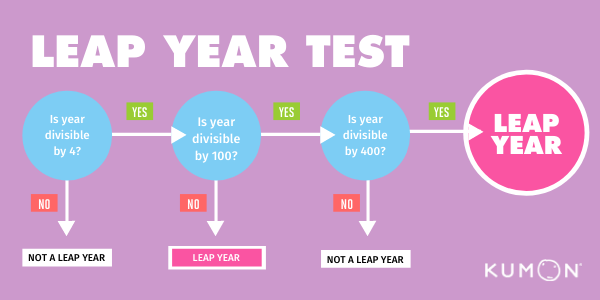 LEAP YEAR TEST
Is year
divisible
by 4?
YES
Is year
divisible
by 100?
YES
Is year
divisible
by 400?
YES
LEAP
YEAR
NO
NO
NO
NOT A LEAP YEAR
LEAP YEAR
NOT A LEAP YEAR
KUMON